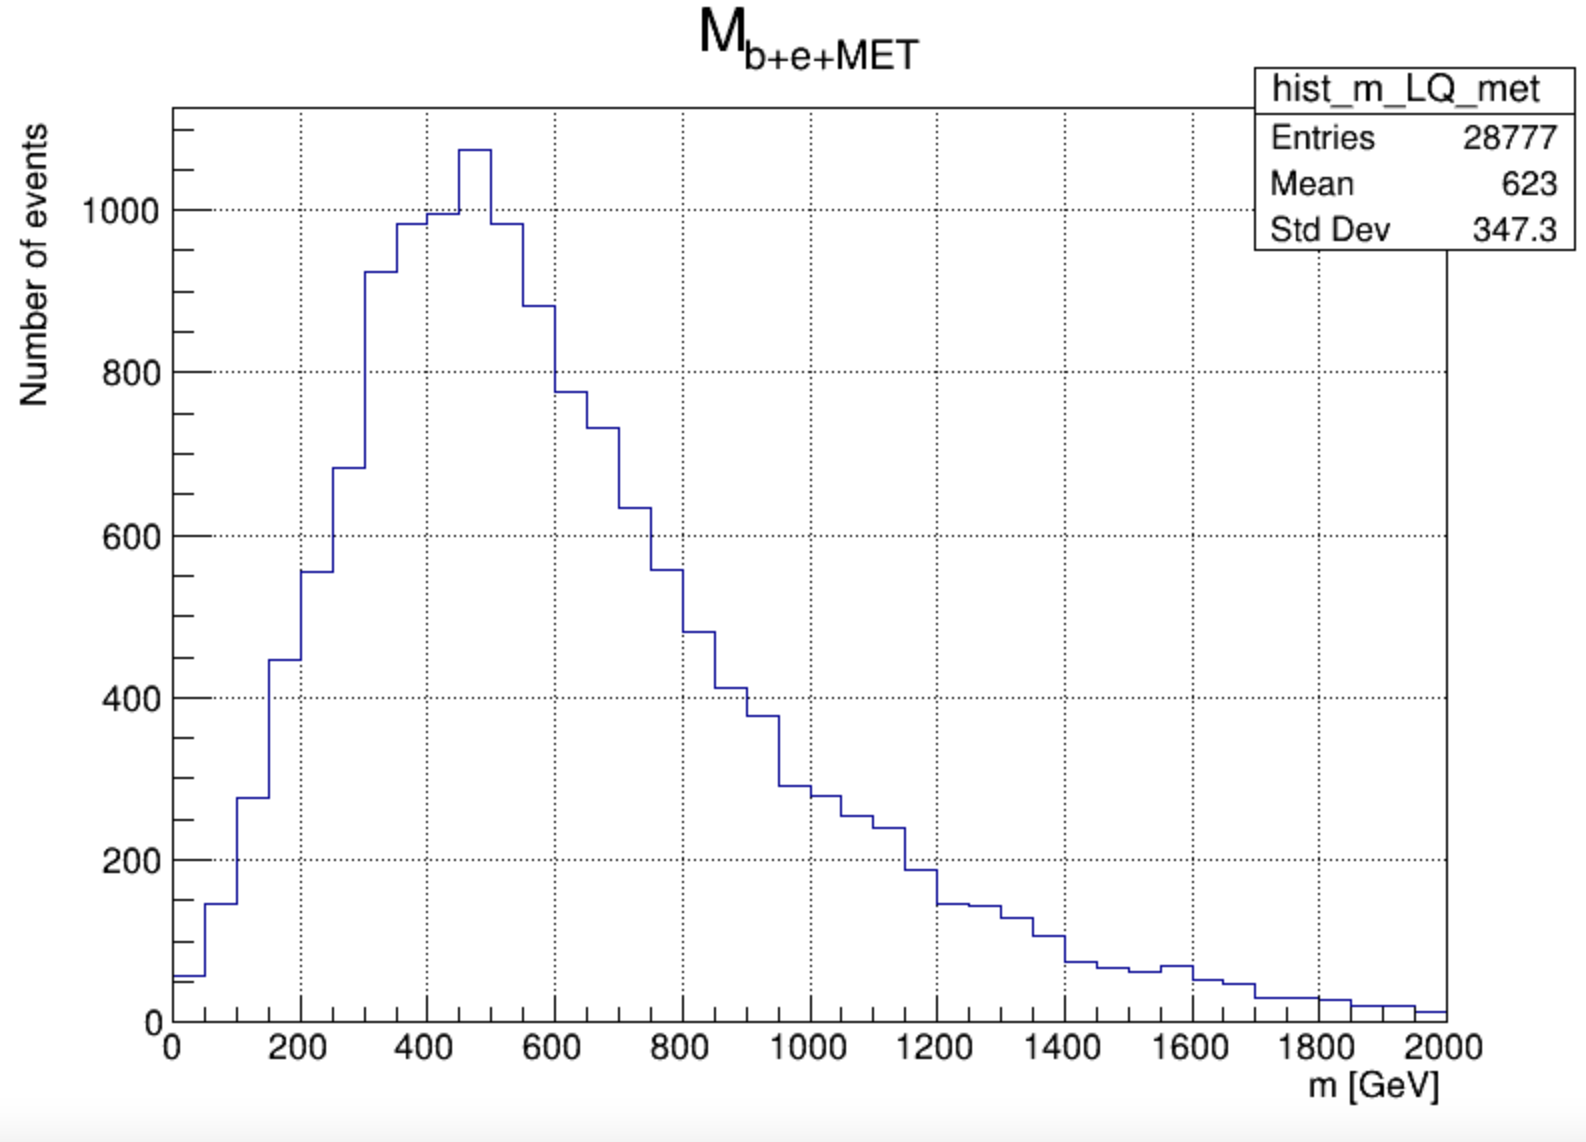 M_b+e+MET
hist_m_LQ_met
Entries 28777
Mean 623
Std Dev 347.3
Number of events
1000
800
600
400
200
0
0 200 400 600 800 1000 1200 1400 1600 1800 2000
m [GeV]